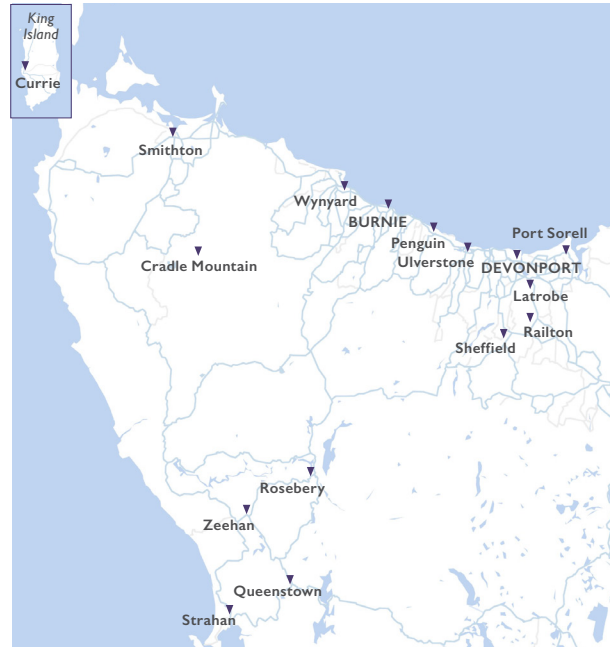 King
Island
Currie
Smithton
Wynyard
BURNIE
Penguin
Port Sorell
Ulverstone
DEVONPORT
Cradle Mountain
Latrobe
Railton
Sheffield
Rosebery
Zeehan
Queenstown
Strahan